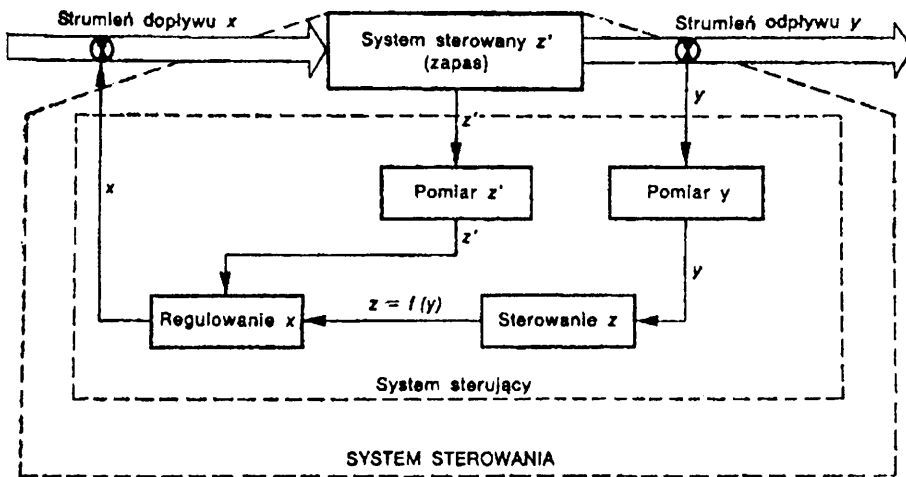 Strumień dopływu x
Strumień odpływu y
System sterowany z'
(zapas)
z'
y
x
Pomiar z'
Pomiar y
z'
y
Regulowanie x
z = f (y)
Sterowanie z
System sterujący
SYSTEM STEROWANIA